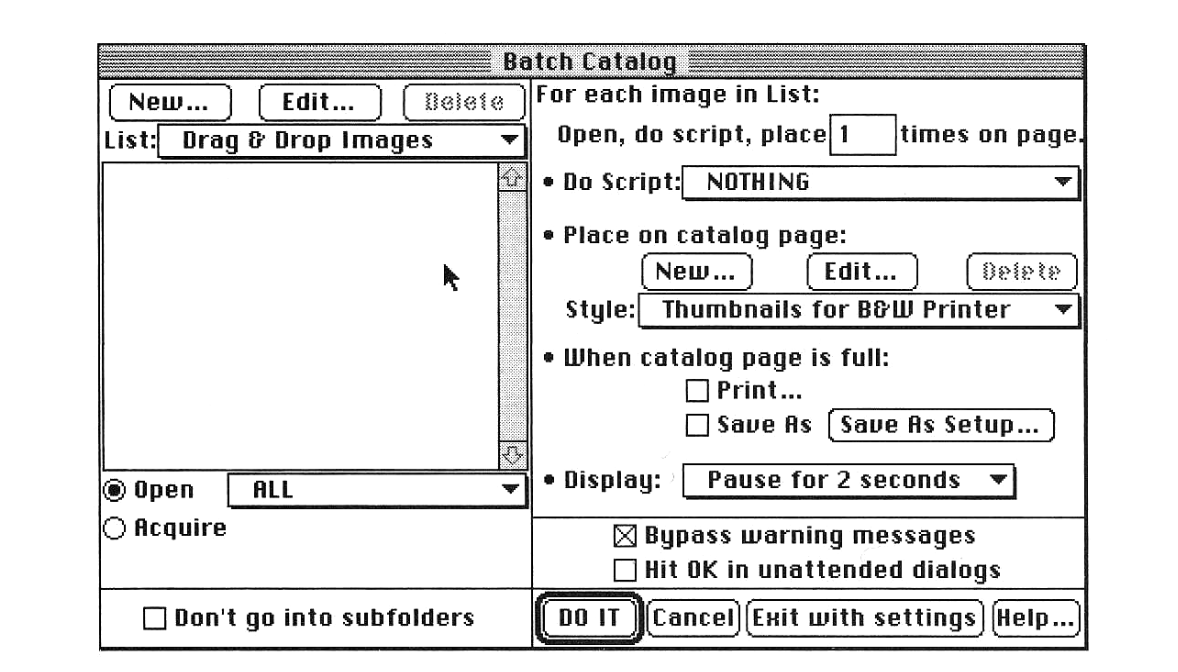 Batch Catalog
New... Edit... Delete
List: Drag & Drop Images
Open ALL
Acquire
Don't go into subfolders
For each image in List:
Open, do script, place 1 times on page.
• Do Script: NOTHING
• Place on catalog page:
New... Edit... Delete
Style: Thumbnails for B&W Printer
• When catalog page is full:
Print...
Save As Save As Setup...
• Display: Pause for 2 seconds
Bypass warning messages
Hit OK in unattended dialogs
DO IT Cancel Exit with settings Help...